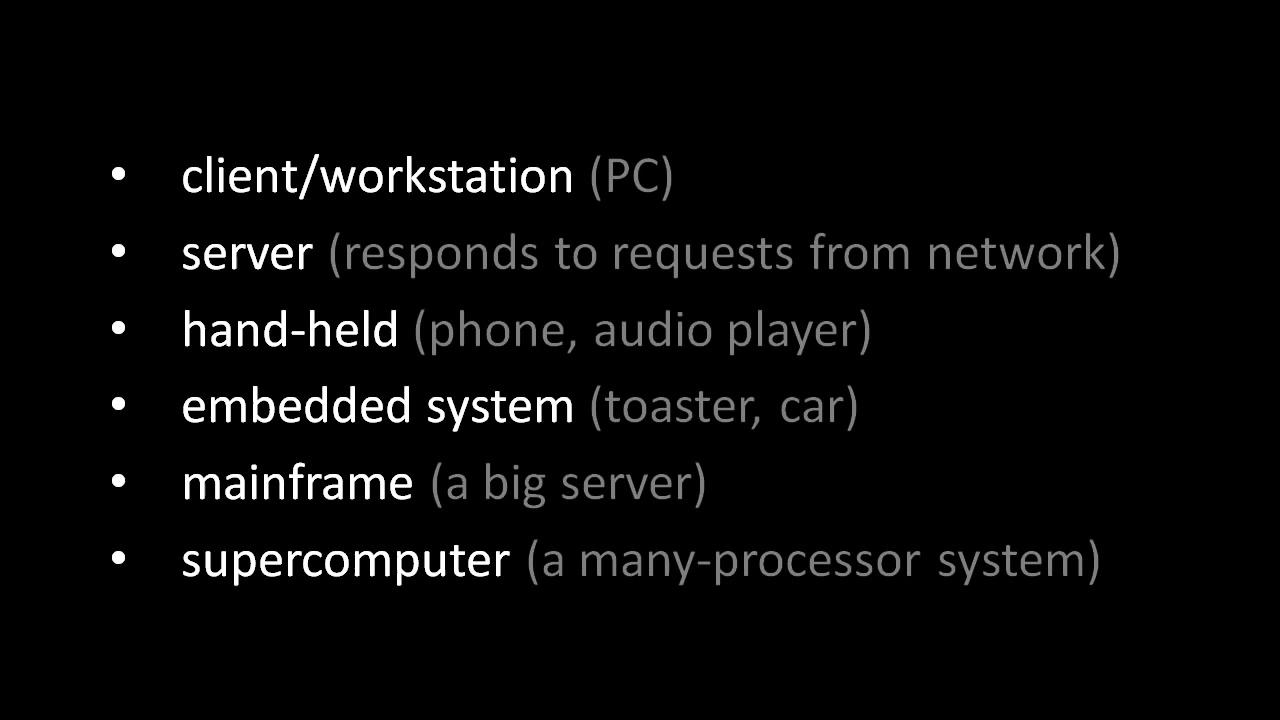 • client/workstation (PC)
• server (responds to requests from network)
• hand-held (phone, audio player)
• embedded system (toaster, car)
• mainframe (a big server)
• supercomputer (a many-processor system)